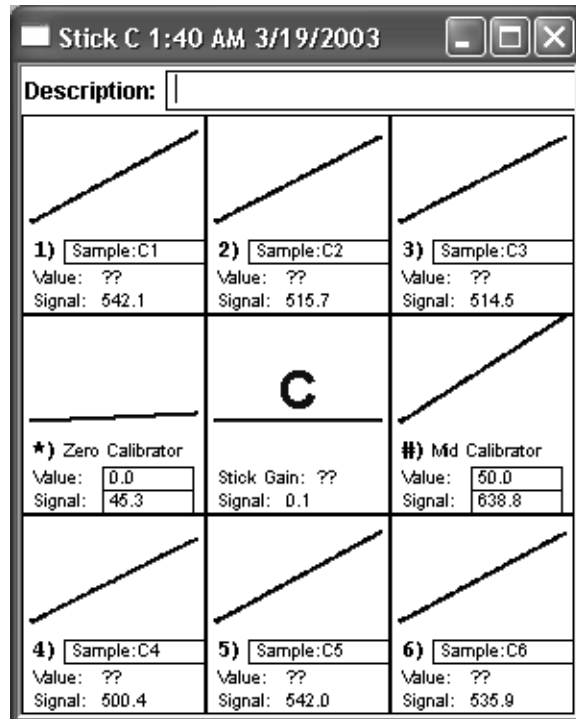 Stick C 1:40 AM 3/19/2003
Description:
1) Sample:C1
Value: ??
Signal: 542.1
2) Sample:C2
Value: ??
Signal: 515.7
3) Sample:C3
Value: ??
Signal: 514.5
*) Zero Calibrator
Value: 0.0
Signal: 45.3
C
Stick Gain: ??
Signal: 0.1
#) Mid Calibrator
Value: 50.0
Signal: 638.8
4) Sample:C4
Value: ??
Signal: 500.4
5) Sample:C5
Value: ??
Signal: 542.0
6) Sample:C6
Value: ??
Signal: 535.9